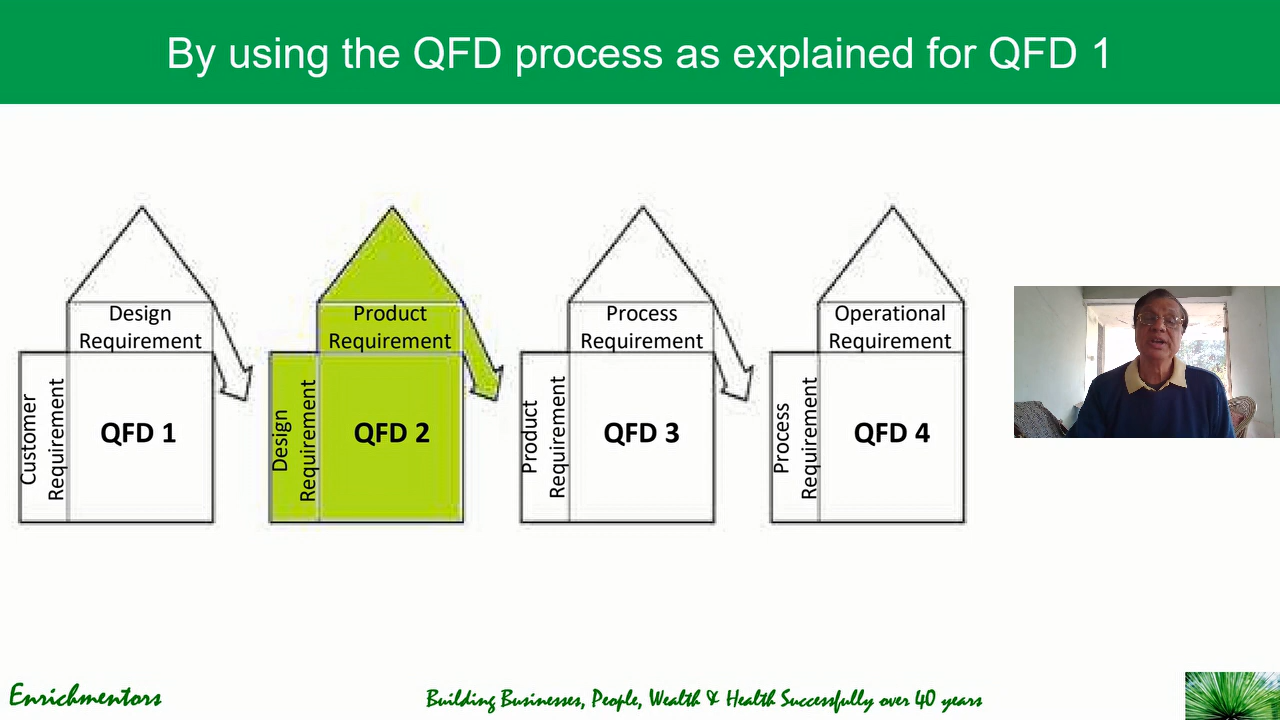 By using the QFD process as explained for QFD 1
Design
Requirement
Customer
Requirement
QFD 1
Product
Requirement
Design
Requirement
QFD 2
Process
Requirement
Product
Requirement
QFD 3
Operational
Requirement
Process
Requirement
QFD 4
Enrichmentors
Building Businesses, People, Wealth & Health Successfully over 40 years